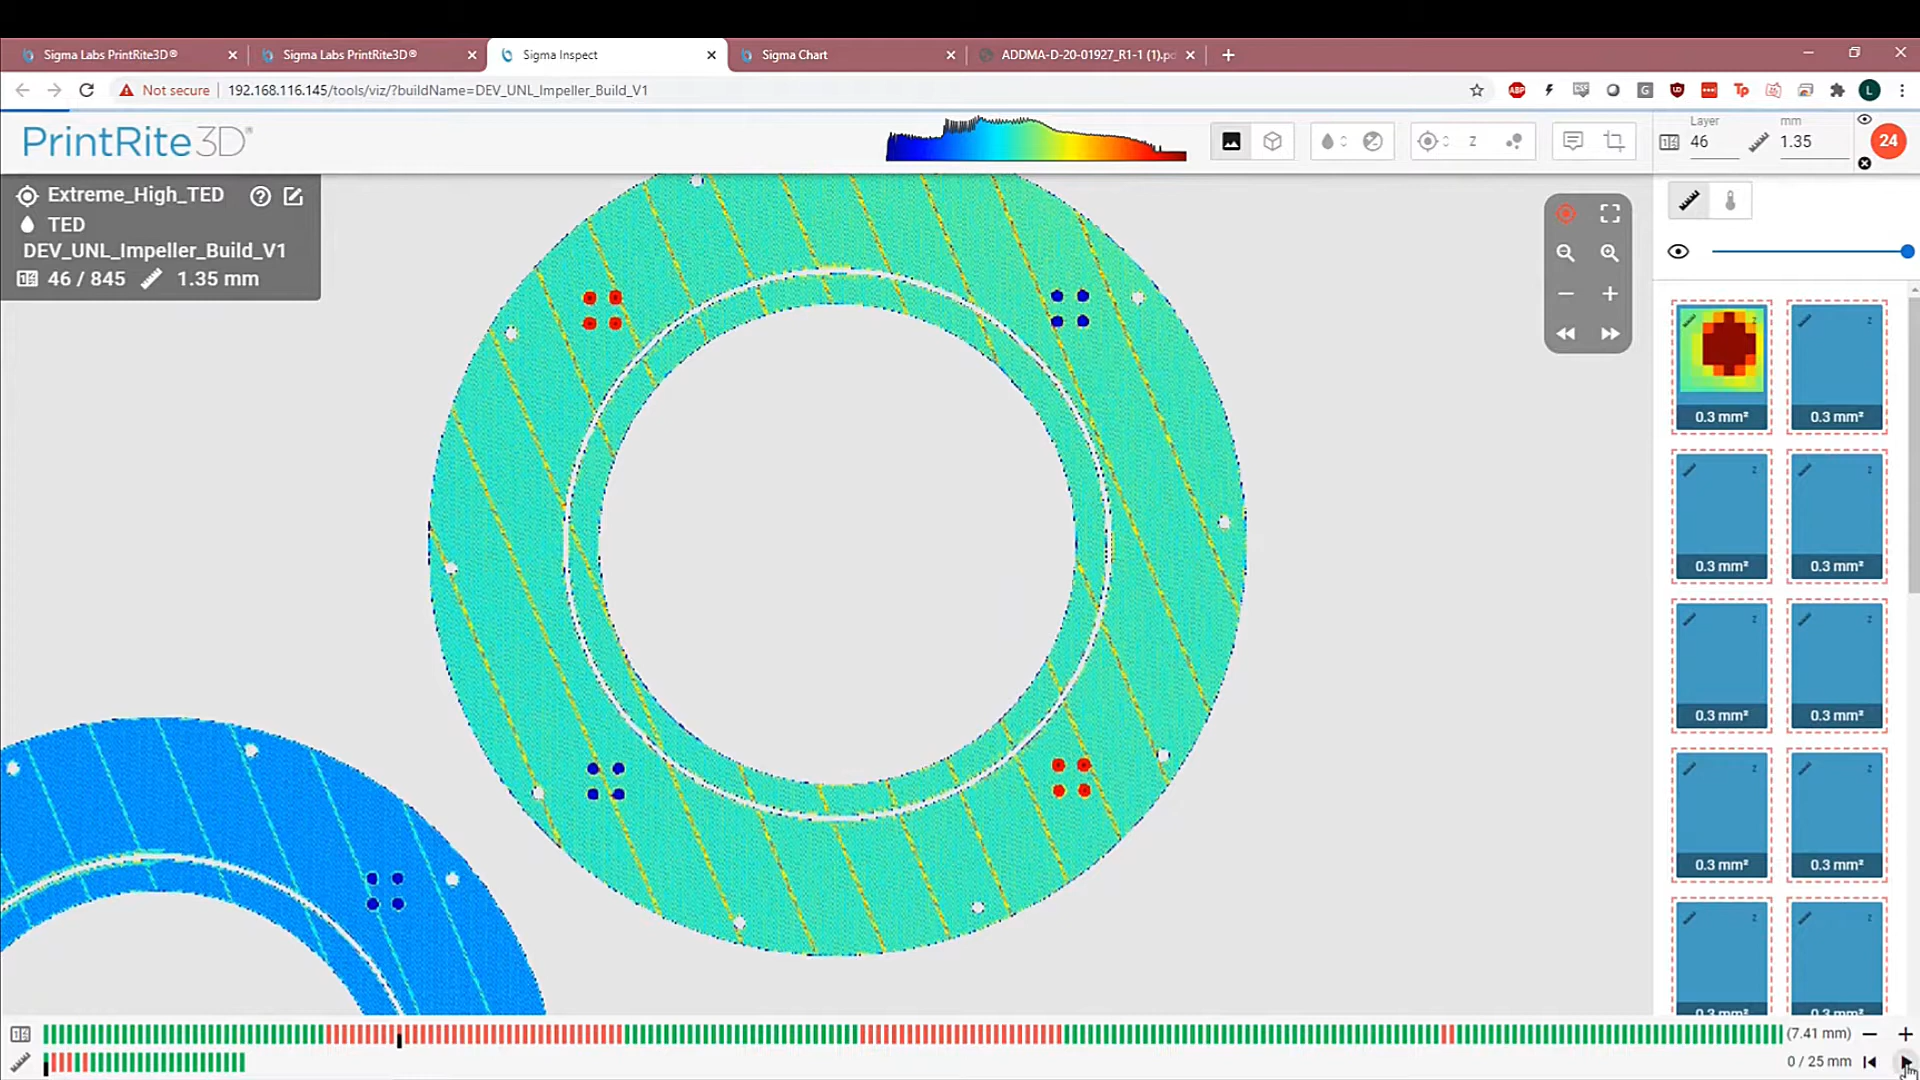 Sigma Labs PrintRite3D®
Sigma Labs PrintRite3D®
Sigma Inspect
Sigma Chart
ADDMA-D-20-01927_R1-1 (1).pd
Not secure
192.168.116.145/tools/viz/?buildName=DEV_UNL_Impeller_Build_V1
ABP
G
Tp
L
PrintRite3D®
Z
Layer
46
mm
1.35
24
Extreme_High_TED
TED
DEV_UNL_Impeller_Build_V1
46 / 845
1.35 mm
0.3 mm²
0.3 mm²
0.3 mm²
0.3 mm²
0.3 mm²
0.3 mm²
0.3 mm²
0.3 mm²
(7.41 mm)
0 / 25 mm